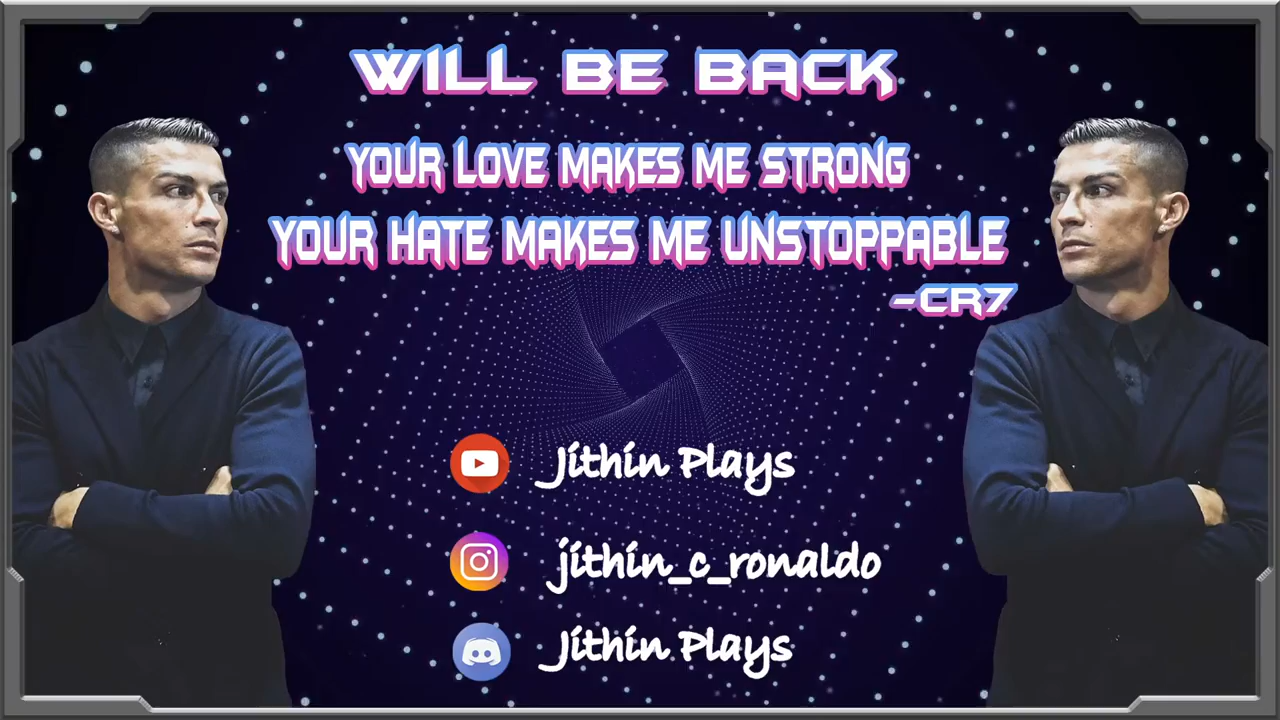 WILL BE BACK
YOUR LOVE MAKES ME STRONG
YOUR HATE MAKES ME UNSTOPPABLE
-CR7
Jithin Plays
jithin_c_ronaldo
Jithin Plays